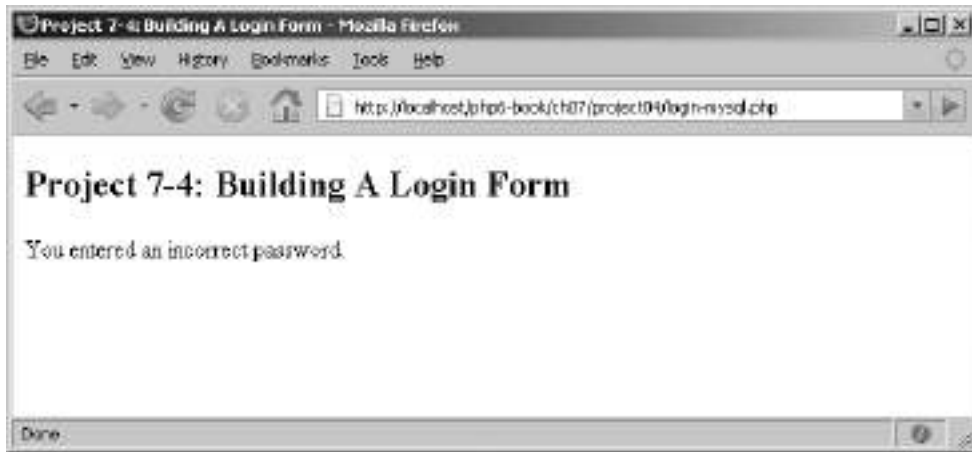 Project 7-4: Building A Login Form - Mozilla Firefox
File Edit View History Bookmarks Tools Help
http://localhost/php6-book/ch07/project04/login-mysql.php
Project 7-4: Building A Login Form
You entered an incorrect password.
Done